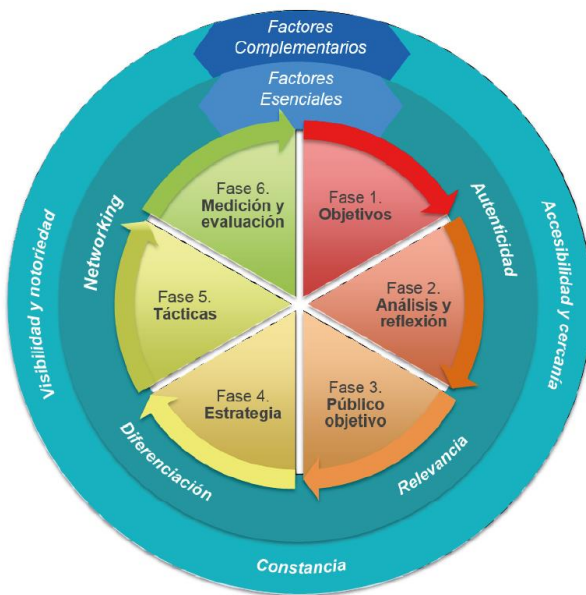 Factores
Complementarios
Factores
Esenciales
Fase 1.
Objetivos
Fase 2.
Análisis y
reflexión
Fase 3.
Público
objetivo
Fase 4.
Estrategia
Fase 5.
Tácticas
Fase 6.
Medición y
evaluación
Autenticidad
Relevancia
Diferenciación
Networking
Accesibilidad y cercanía
Constancia
Visibilidad y notoriedad